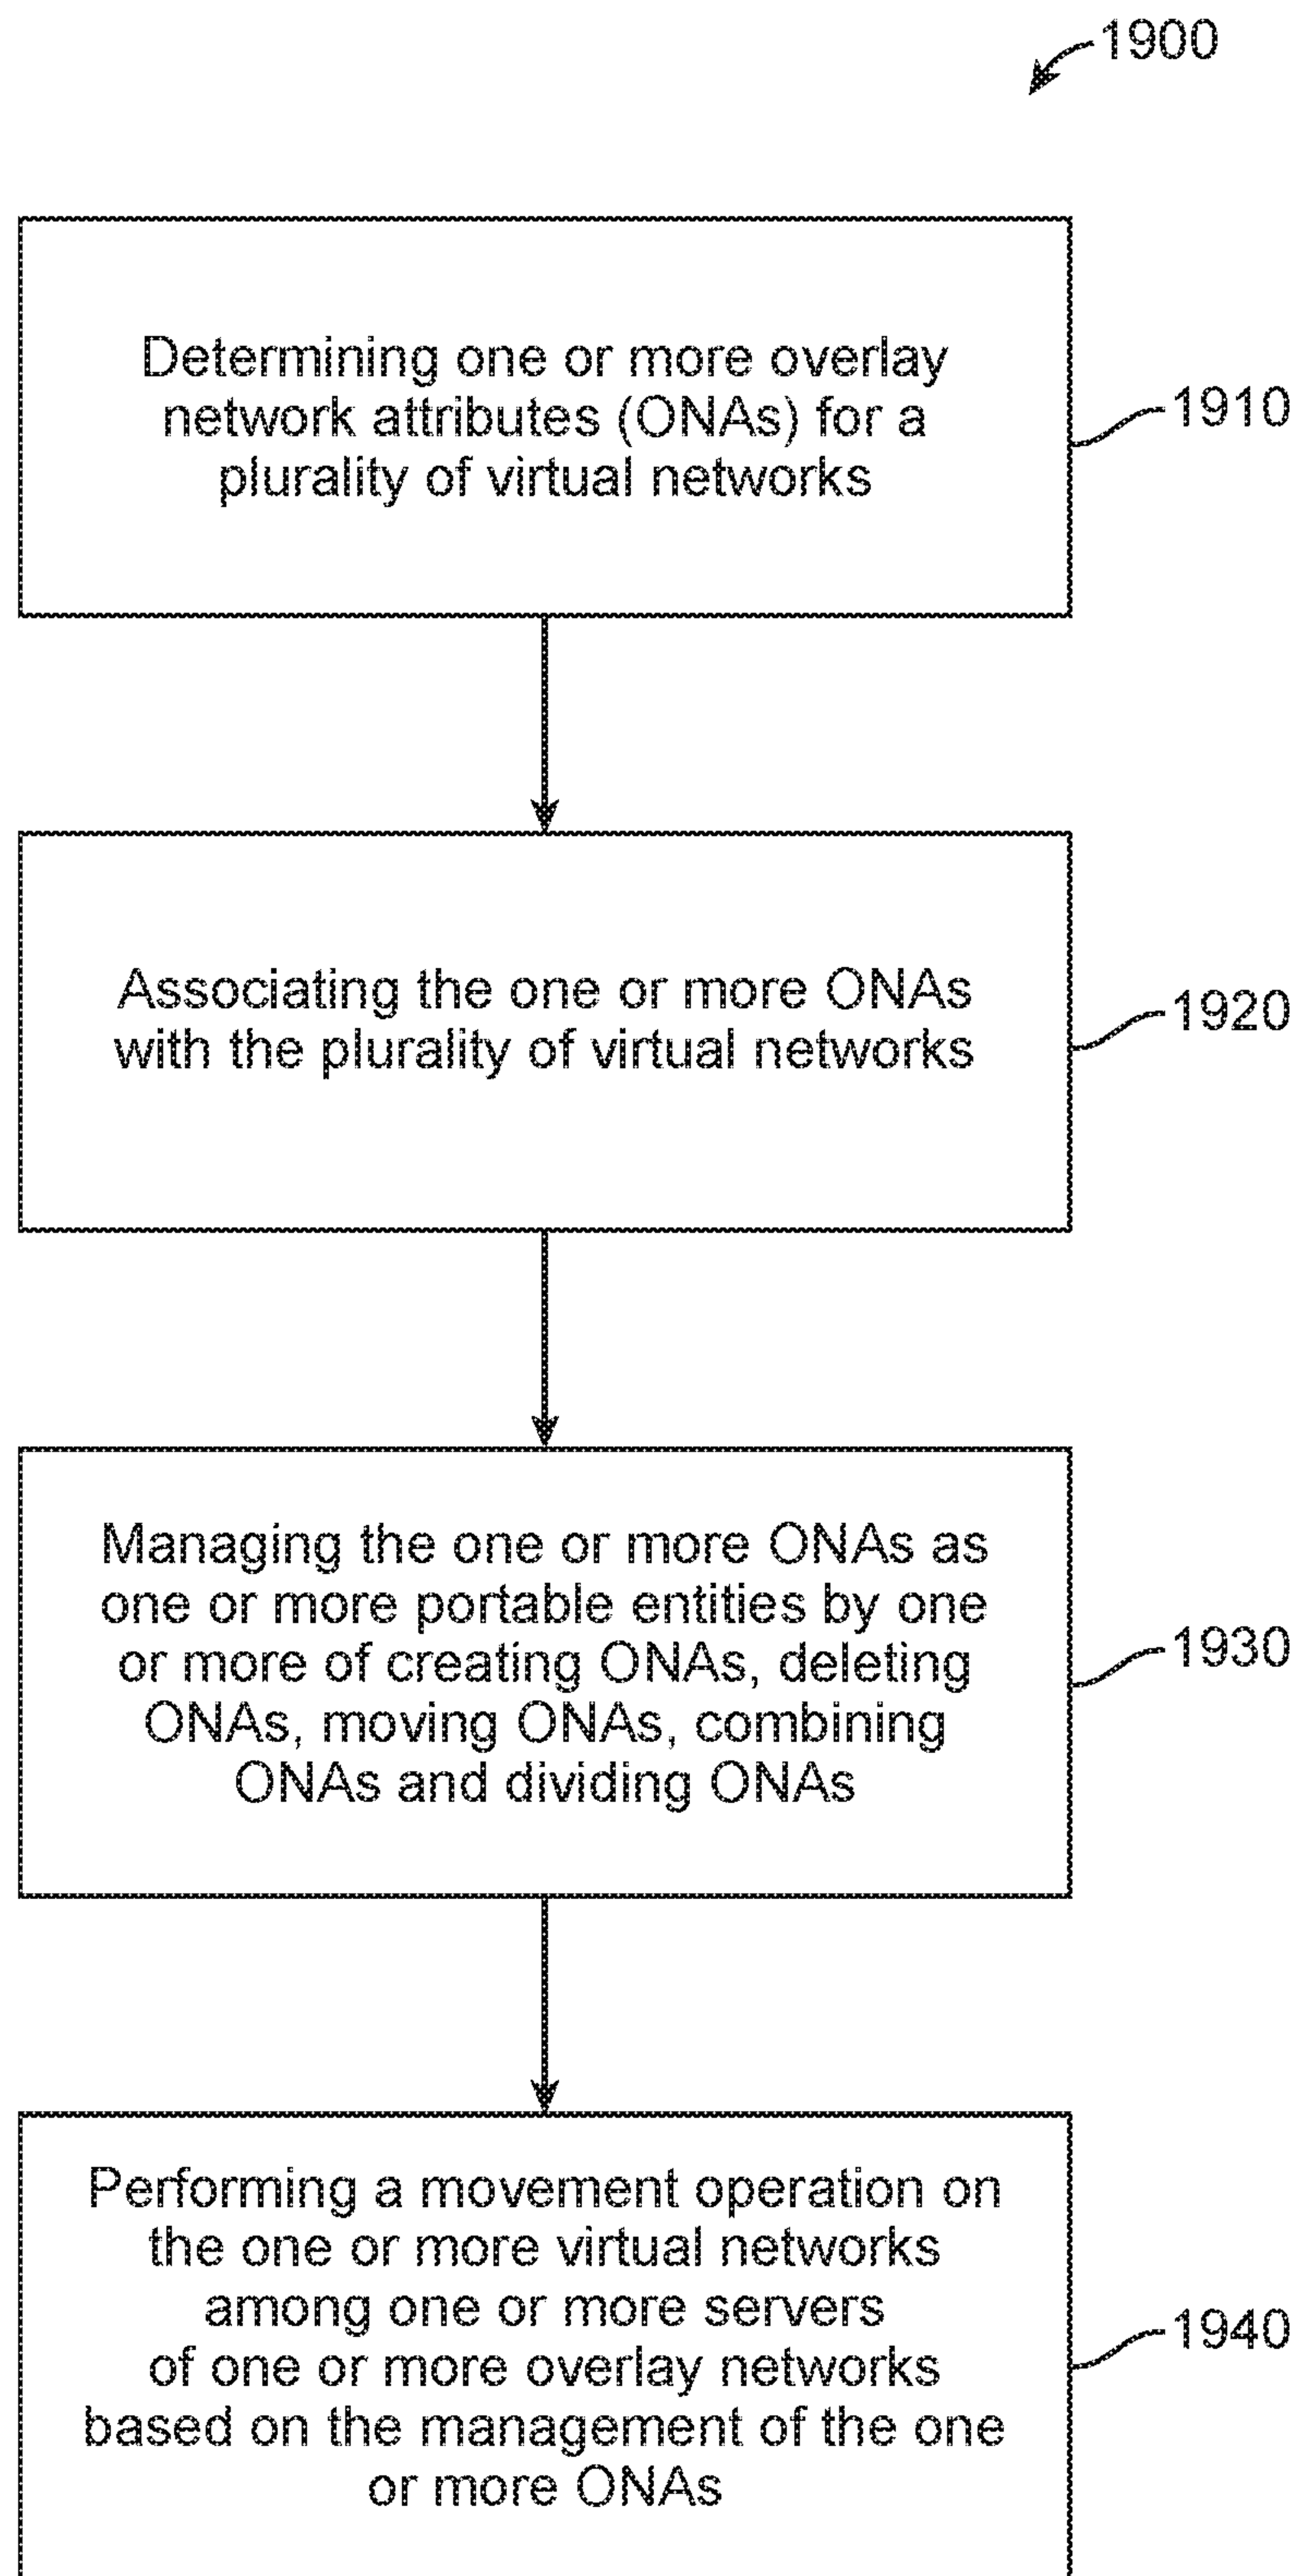 1900
Determining one or more overlay
network attributes (ONAs) for a
plurality of virtual networks
1910
Associating the one or more ONAs
with the plurality of virtual networks
1920
Managing the one or more ONAs as
one or more portable entities by one
or more of creating ONAs, deleting
ONAs, moving ONAs, combining
ONAs and dividing ONAs
1930
Performing a movement operation on
the one or more virtual networks
among one or more servers
of one or more overlay networks
based on the management of the one
or more ONAs
1940